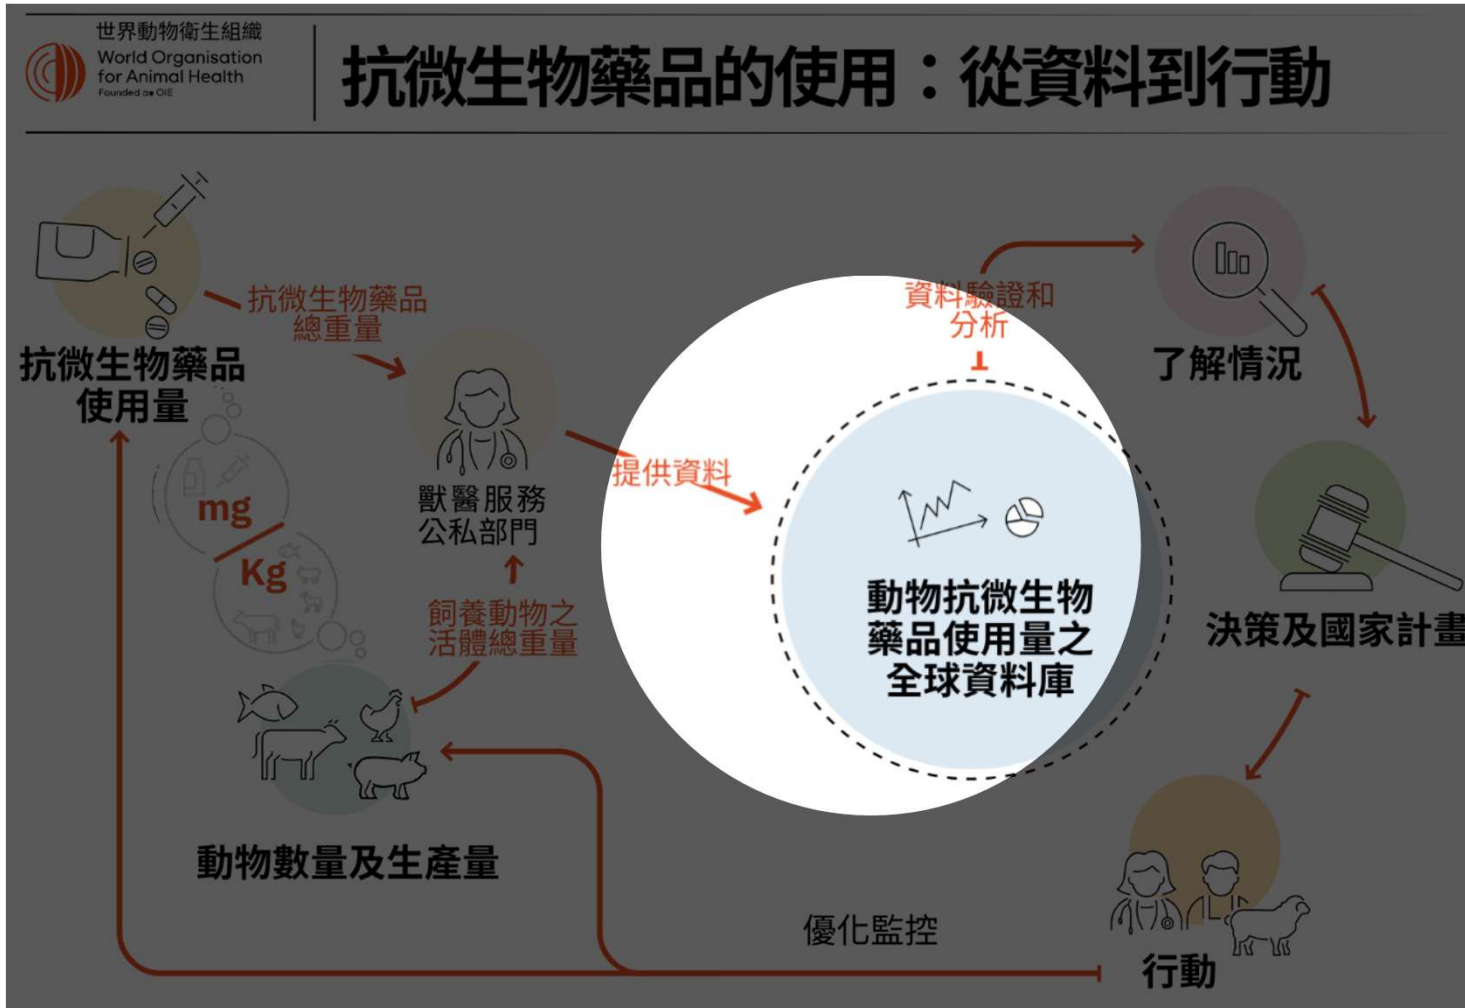 世界動物衛生組織
World Organisation
for Animal Health
Founded as OIE
抗微生物藥品的使用：從資料到行動
抗微生物藥品
總重量
抗微生物藥品
使用量
mg
Kg
獸醫服務
公私部門
飼養動物之
活體總重量
動物數量及生產量
提供資料
資料驗證和
分析
動物抗微生物
藥品使用量之
全球資料庫
了解情況
決策及國家計畫
行動
優化監控